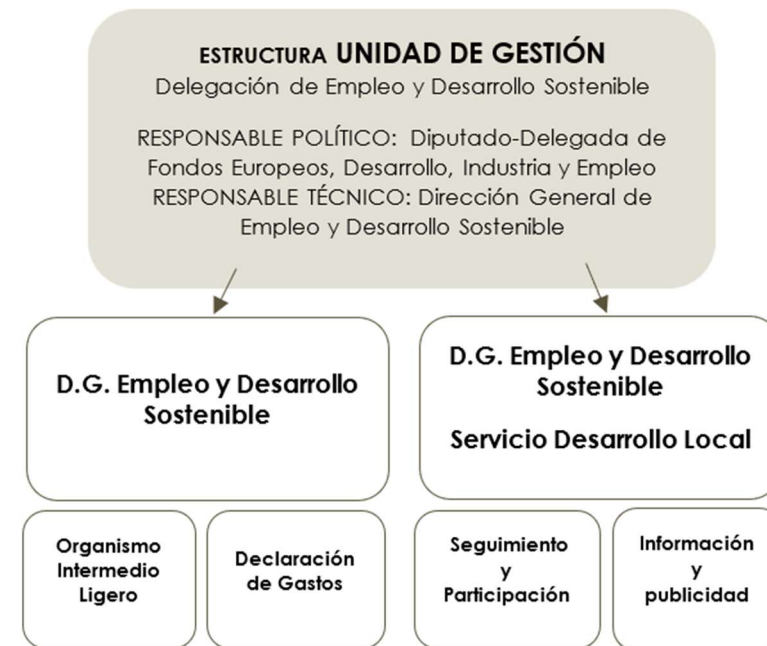 ESTRUCTURA UNIDAD DE GESTIÓN
Delegación de Empleo y Desarrollo Sostenible
RESPONSABLE POLÍTICO: Diputado-Delegada de
Fondos Europeos, Desarrollo, Industria y Empleo
RESPONSABLE TÉCNICO: Dirección General de
Empleo y Desarrollo Sostenible
D.G. Empleo y Desarrollo
Sostenible
D.G. Empleo y Desarrollo
Sostenible
Servicio Desarrollo Local
Organismo
Intermedio
Ligero
Declaración
de Gastos
Seguimiento
y
Participación
Información
y
publicidad